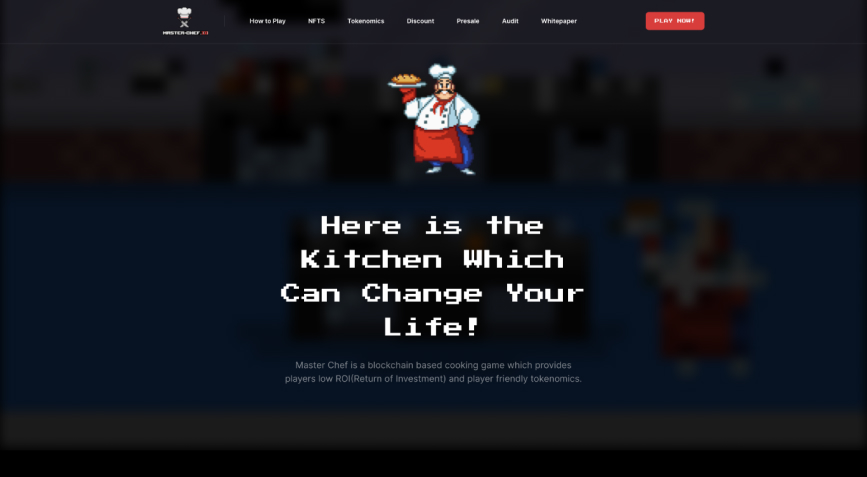 How to Play NFTS Tokenomics Discount Presale Audit Whitepaper PLAY NOW!
MASTER-CHEF.IO
Here is the
Kitchen Which
Can Change Your
Life!
Master Chef is a blockchain based cooking game which provides
players low ROI(Return of Investment) and player friendly tokenomics.